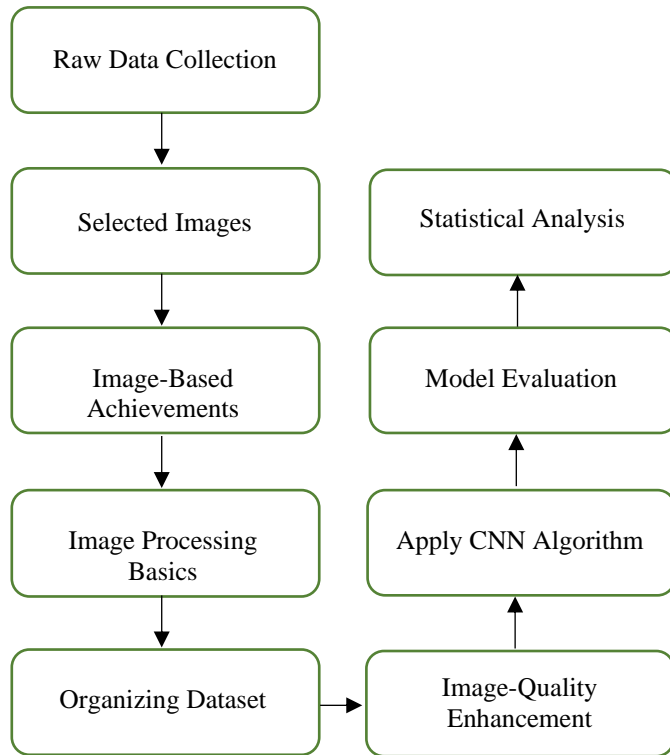 Raw Data Collection
Selected Images
Image-Based
Achievements
Image Processing
Basics
Organizing Dataset
Image-Quality
Enhancement
Apply CNN Algorithm
Model Evaluation
Statistical Analysis